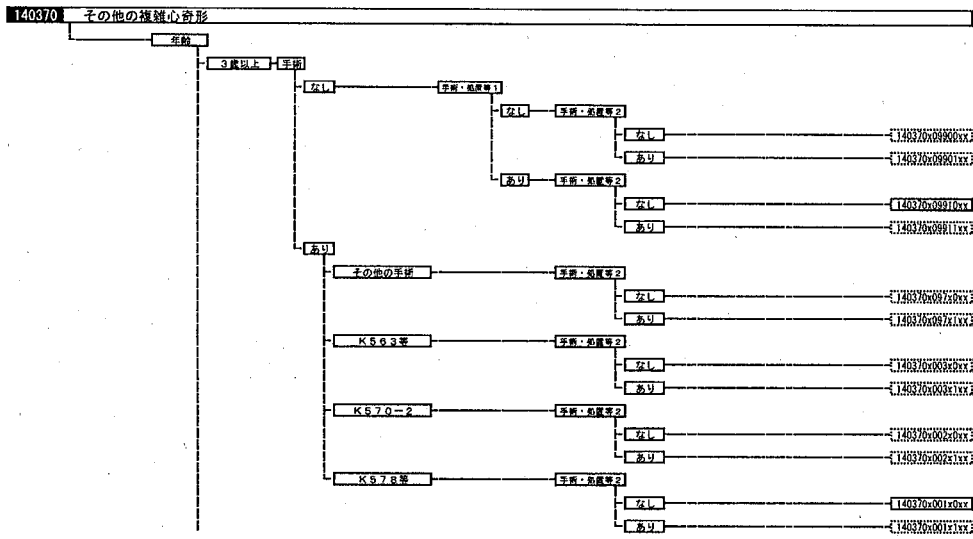 140370 その他の複雑心奇形
年齢
3歳以上 手術
なし 手術・処置等1
なし 手術・処置等2
なし 140370x09900xx
あり 140370x09901xx
あり 手術・処置等2
なし 140370x09910xx
あり 140370x09911xx
あり
その他の手術 手術・処置等2
なし 140370x097x0xx
あり 140370x097x1xx
K563等 手術・処置等2
なし 140370x003x0xx
あり 140370x003x1xx
K570-2 手術・処置等2
なし 140370x002x0xx
あり 140370x002x1xx
K578等 手術・処置等2
なし 140370x001x0xx
あり 140370x001x1xx